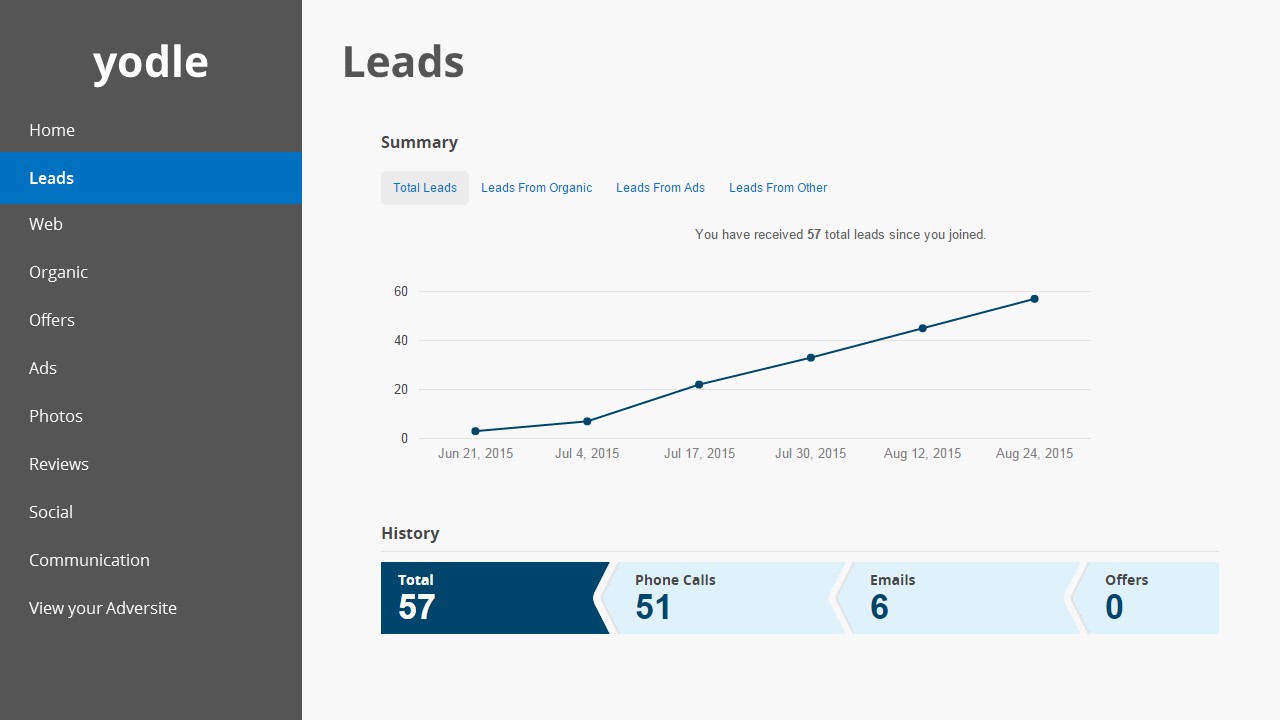 yodle
Home
Leads
Web
Organic
Offers
Ads
Photos
Reviews
Social
Communication
View your Adversite
Leads
Summary
Total Leads Leads From Organic Leads From Ads Leads From Other
You have received 57 total leads since you joined.
60
40
20
0
Jun 21, 2015 Jul 4, 2015 Jul 17, 2015 Jul 30, 2015 Aug 12, 2015 Aug 24, 2015
History
Total Phone Calls Emails Offers
57 51 6 0